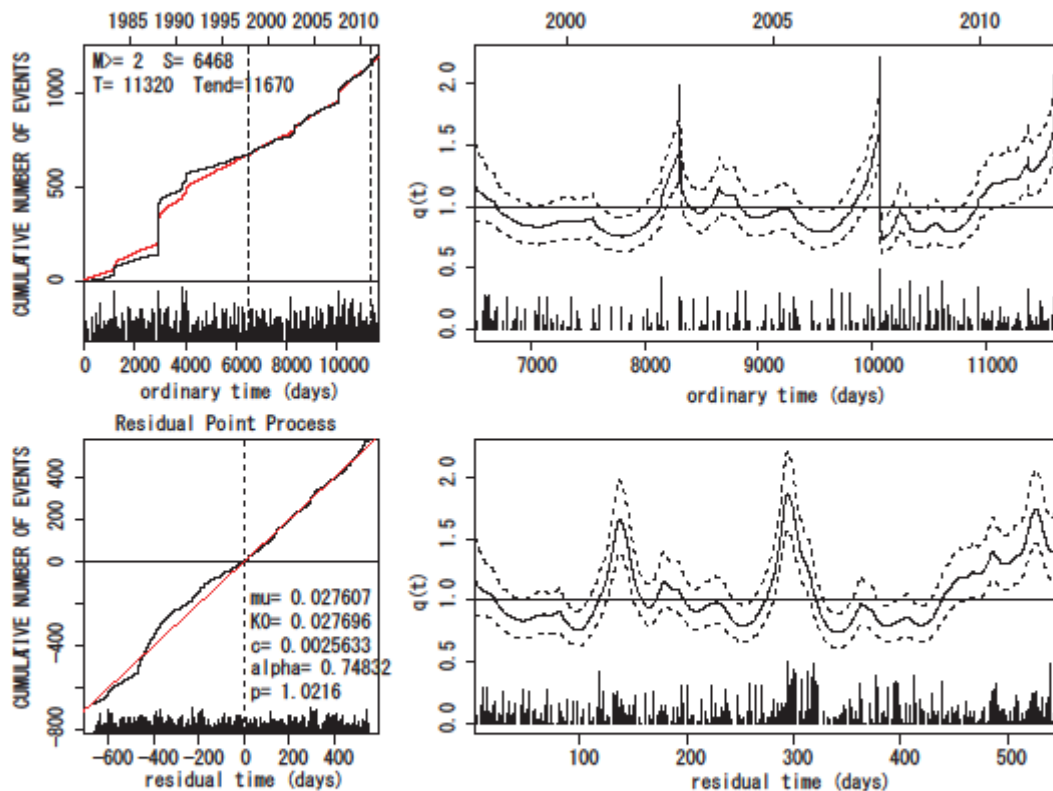 1985 1990 1995 2000 2005 2010
M>= 2 S= 6468
T= 11320 Tend=11670
CUMULATIVE NUMBER OF EVENTS
0 500 1000
0 2000 4000 6000 8000 10000
ordinary time (days)
2000 2005 2010
q(t)
0.0 0.5 1.0 1.5 2.0
7000 8000 9000 10000 11000
ordinary time (days)
Residual Point Process
CUMULATIVE NUMBER OF EVENTS
-800 -400 0 200 400
mu= 0.027607
K0= 0.027696
c= 0.0025633
alpha= 0.74832
p= 1.0216
-600 -400 -200 0 200 400
residual time (days)
q(t)
0.0 0.5 1.0 1.5 2.0
100 200 300 400 500
residual time (days)